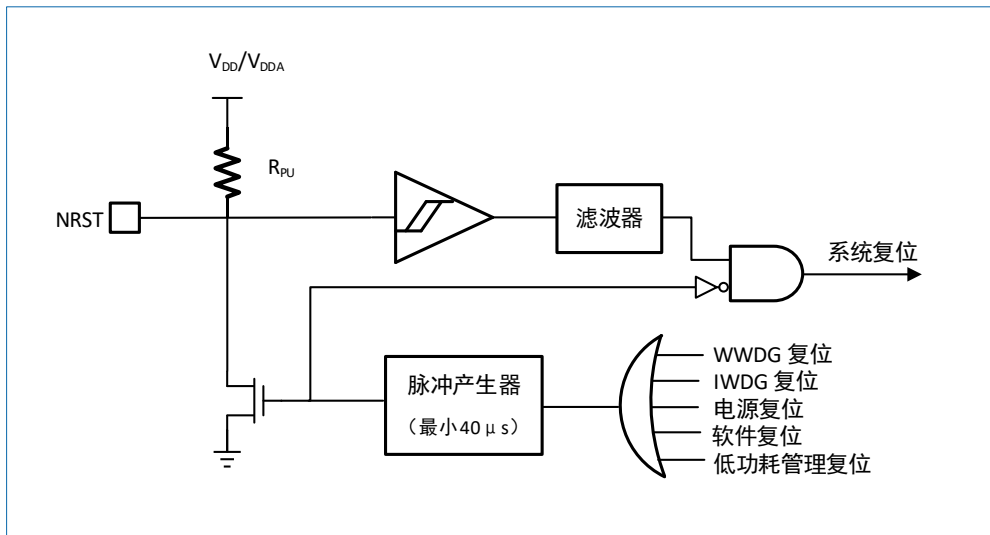 VDD/VDDA
RPU
NRST
滤波器
系统复位
脉冲产生器
（最小40μs）
WWDG 复位
IWDG 复位
电源复位
软件复位
低功耗管理复位